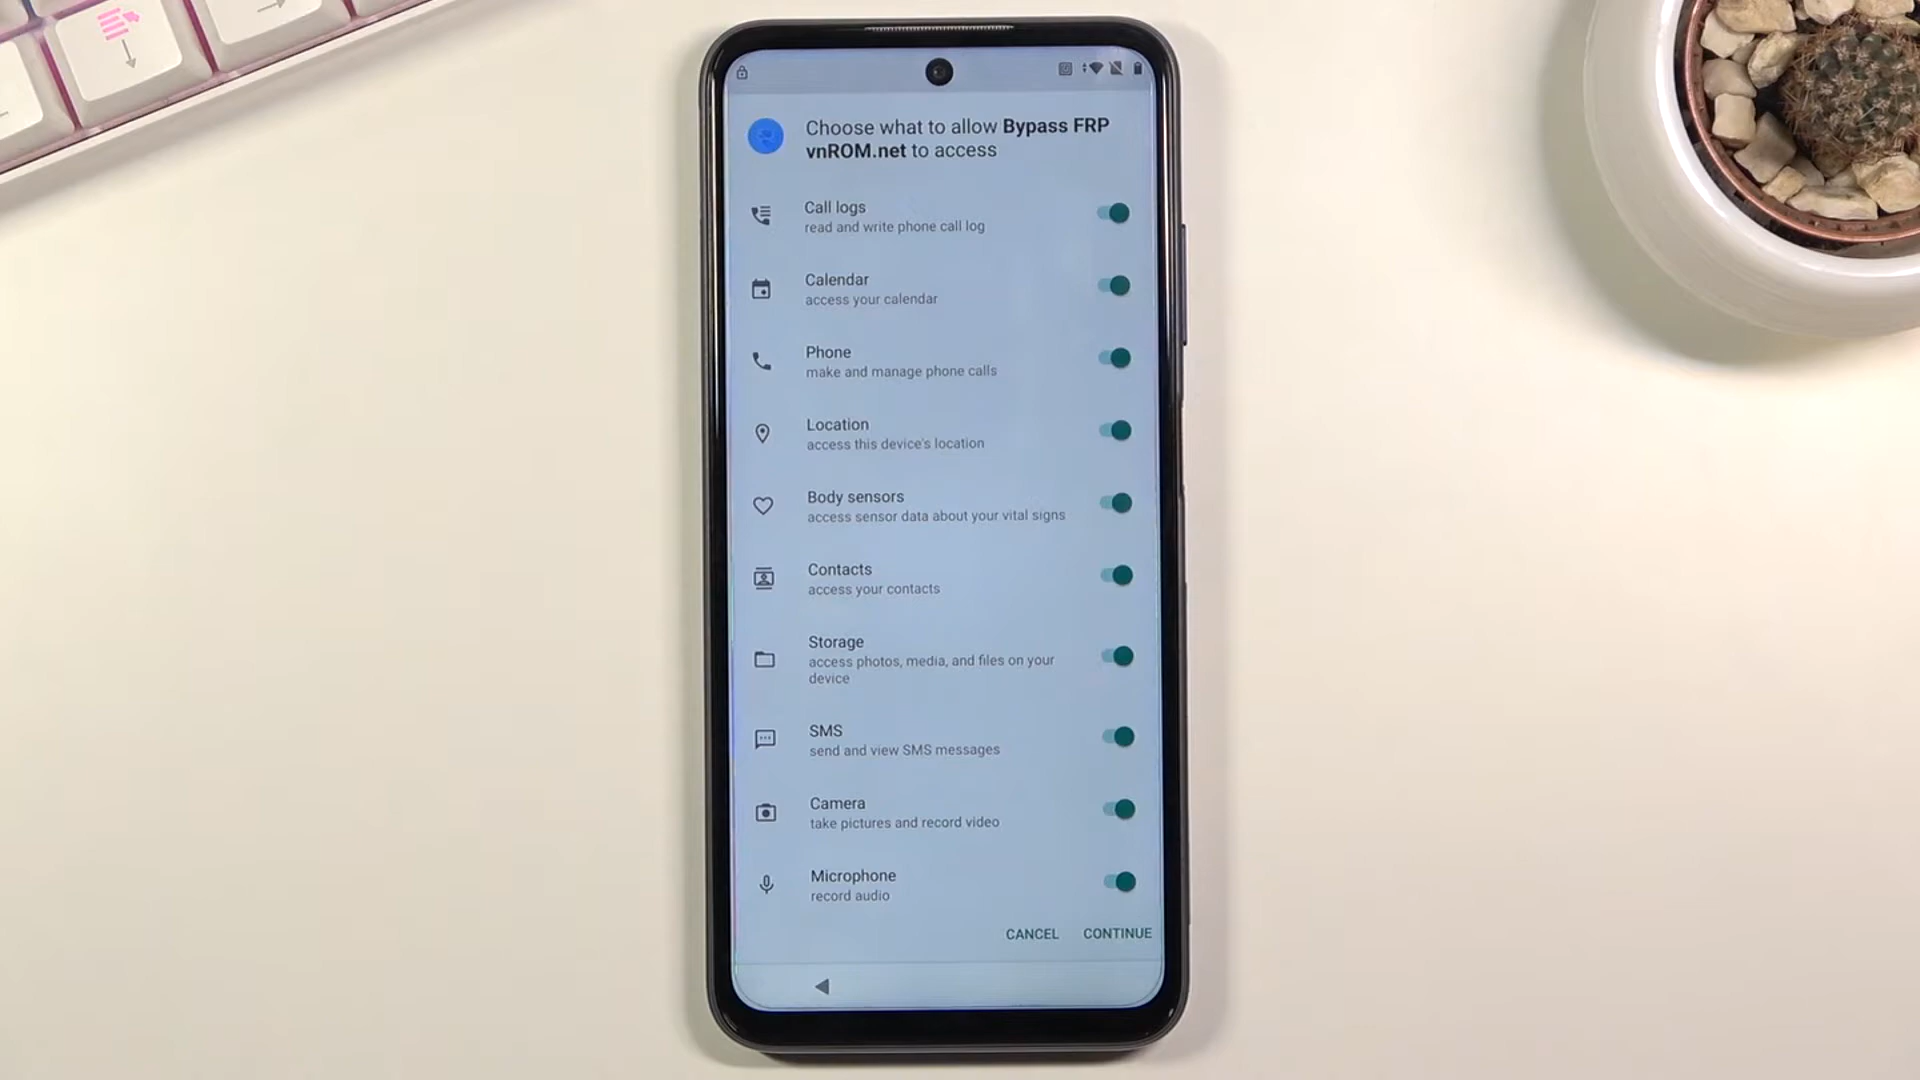 Choose what to allow Bypass FRP
vnROM.net to access
Call logs
read and write phone call log
Calendar
access your calendar
Phone
make and manage phone calls
Location
access this device's location
Body sensors
access sensor data about your vital signs
Contacts
access your contacts
Storage
access photos, media, and files on your
device
SMS
send and view SMS messages
Camera
take pictures and record video
Microphone
record audio
CANCEL CONTINUE